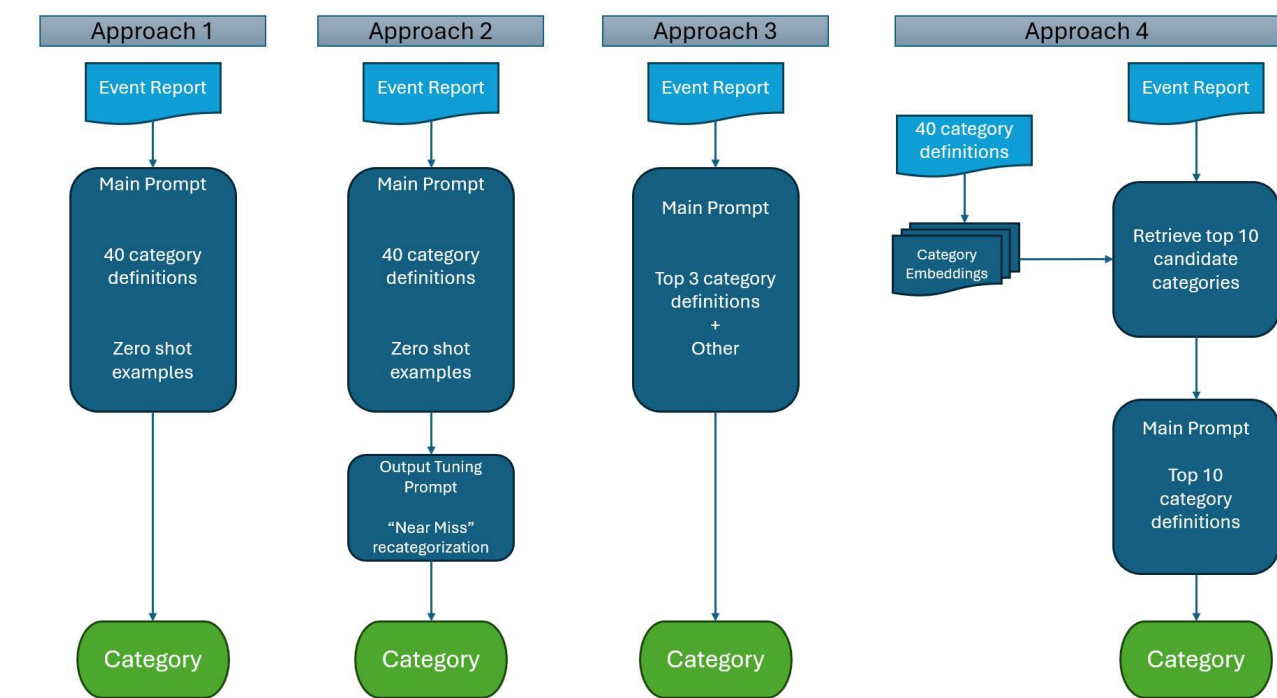 Approach 1
Event Report
Main Prompt
40 category
definitions
Zero shot
examples
Category
Approach 2
Event Report
Main Prompt
40 category
definitions
Zero shot
examples
Output Tuning
Prompt
“Near Miss”
recategorization
Category
Approach 3
Event Report
Main Prompt
Top 3 category
definitions
+
Other
Category
Approach 4
Event Report
40 category
definitions
Category
Embeddings
Retrieve top 10
candidate
categories
Main Prompt
Top 10
category
definitions
Category